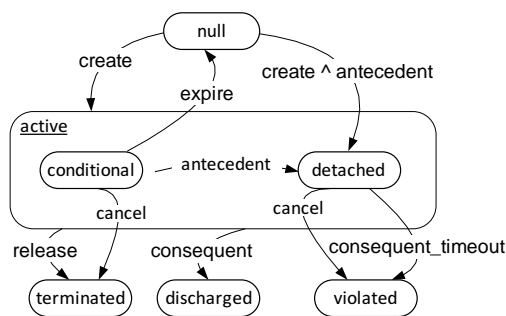 null
create
create ^ antecedent
expire
active
conditional
antecedent
detached
cancel
cancel
release
consequent
consequent_timeout
terminated
discharged
violated